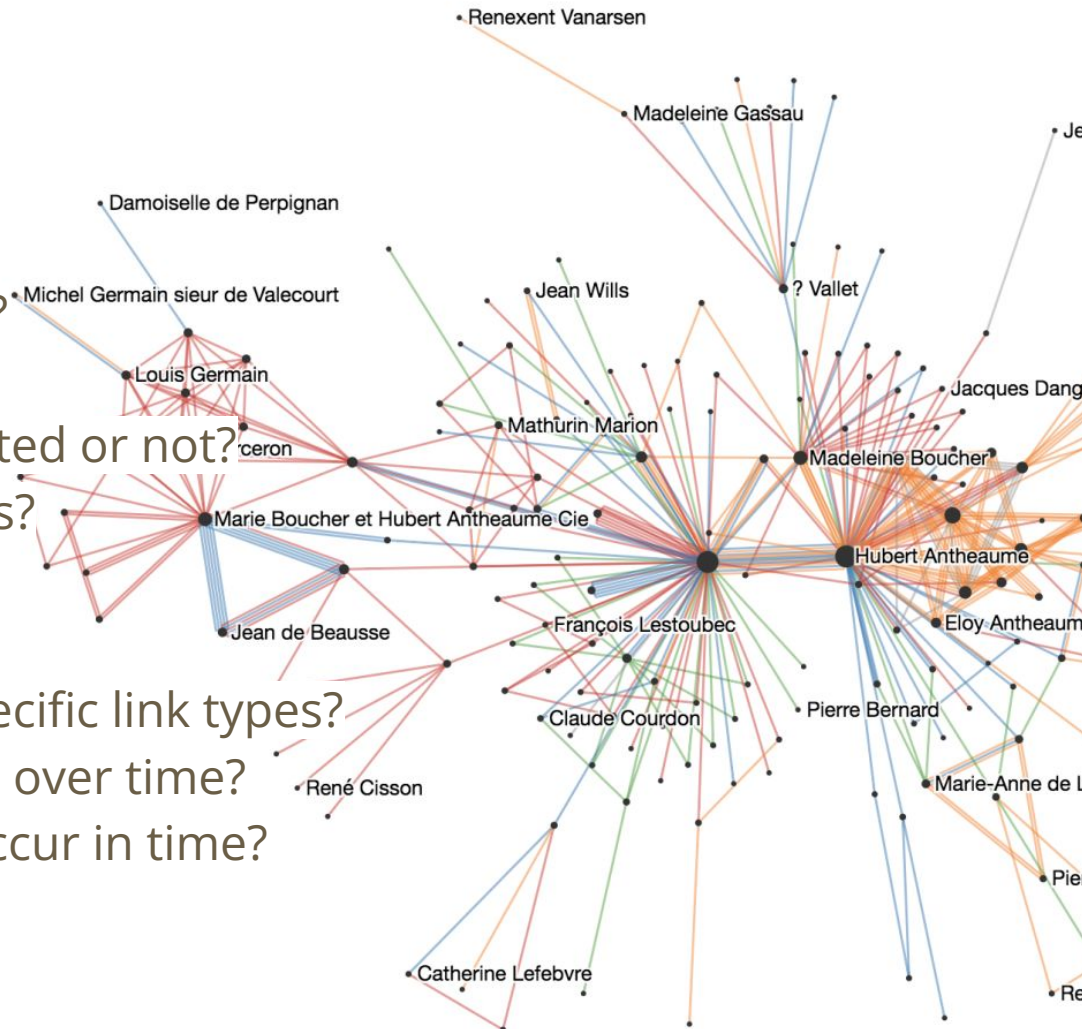 Renexent Vanarsen
Madeleine Gassau
Je
Damoiselle de Perpignan
?
Michel Germain sieur de Valecourt
Jean Wills
? Vallet
Louis Germain
Jacques Dang
Mathurin Marion
ted or not?
rceron
Madeleine Boucher
s?
Marie Boucher et Hubert Antheaume Cie
Hubert Antheaume
François Lestoubec
Eloy Antheaum
Jean de Beausse
ecific link types?
Claude Courdon
Pierre Bernard
over time?
René Cisson
Marie-Anne de L
ccur in time?
Pie
Catherine Lefebvre
Re